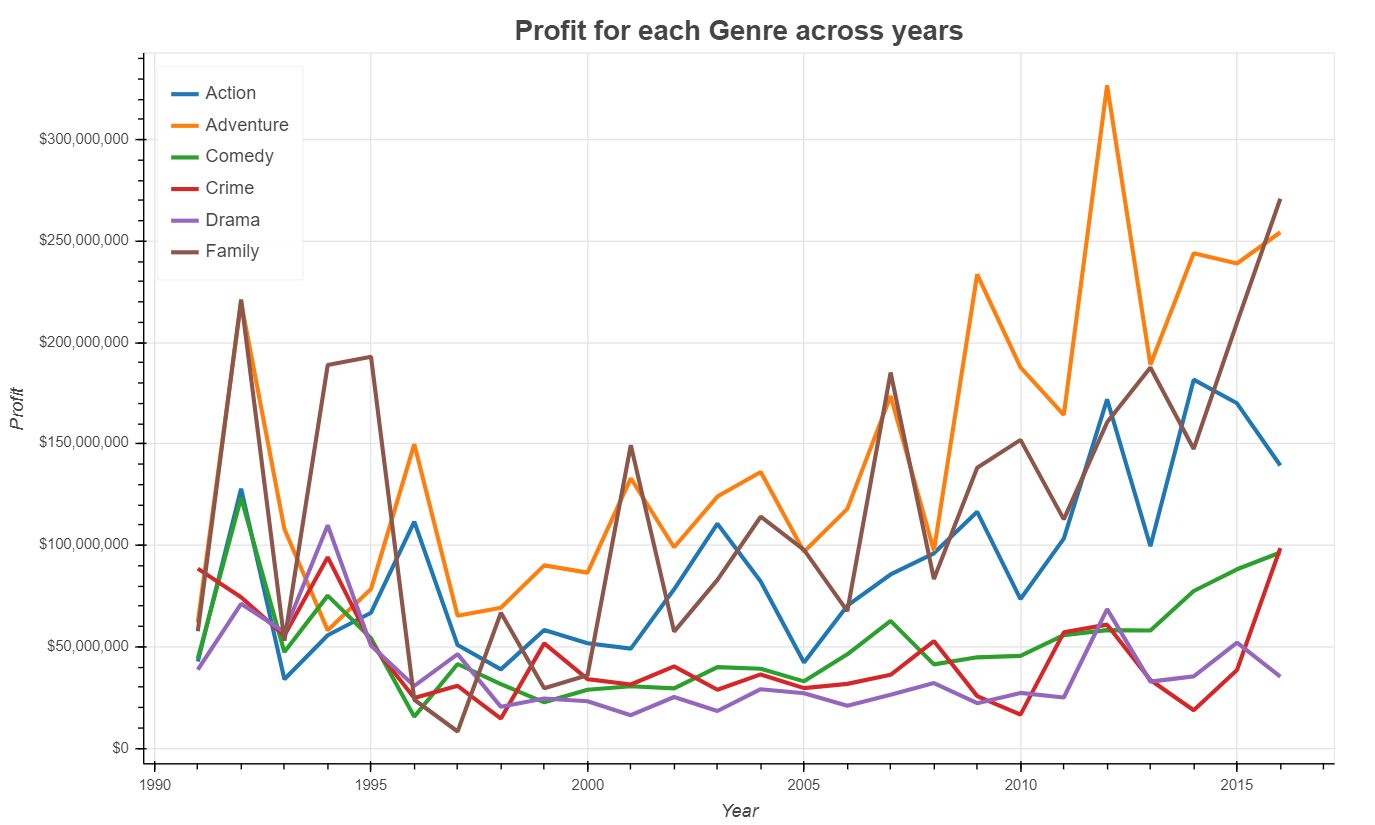 Profit for each Genre across years
Action
Adventure
Comedy
Crime
Drama
Family
$300,000,000
$250,000,000
$200,000,000
$150,000,000
$100,000,000
$50,000,000
$0
Profit
1990 1995 2000 2005 2010 2015
Year